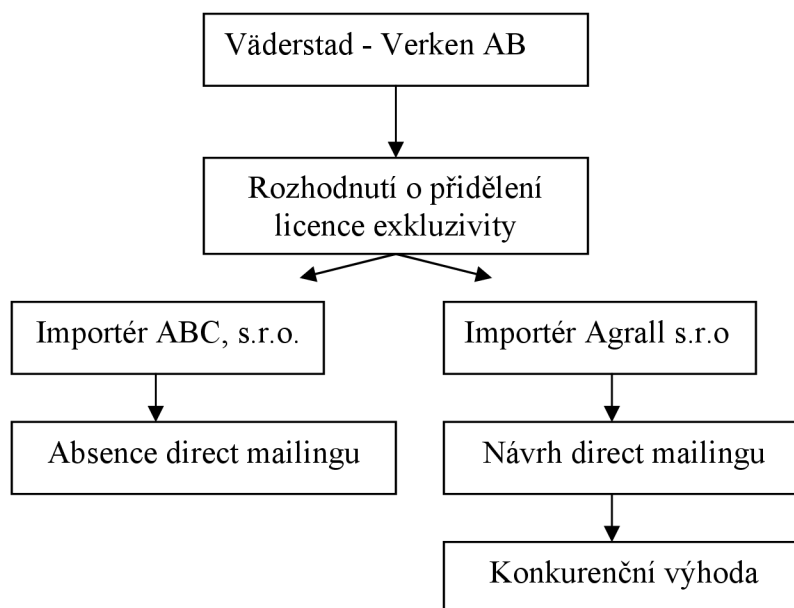 Väderstad - Verken AB
Rozhodnutí o přidělení
licence exkluzivity
Importér ABC, s.r.o.
Importér Agrall s.r.o
Absence direct mailingu
Návrh direct mailingu
Konkurenční výhoda